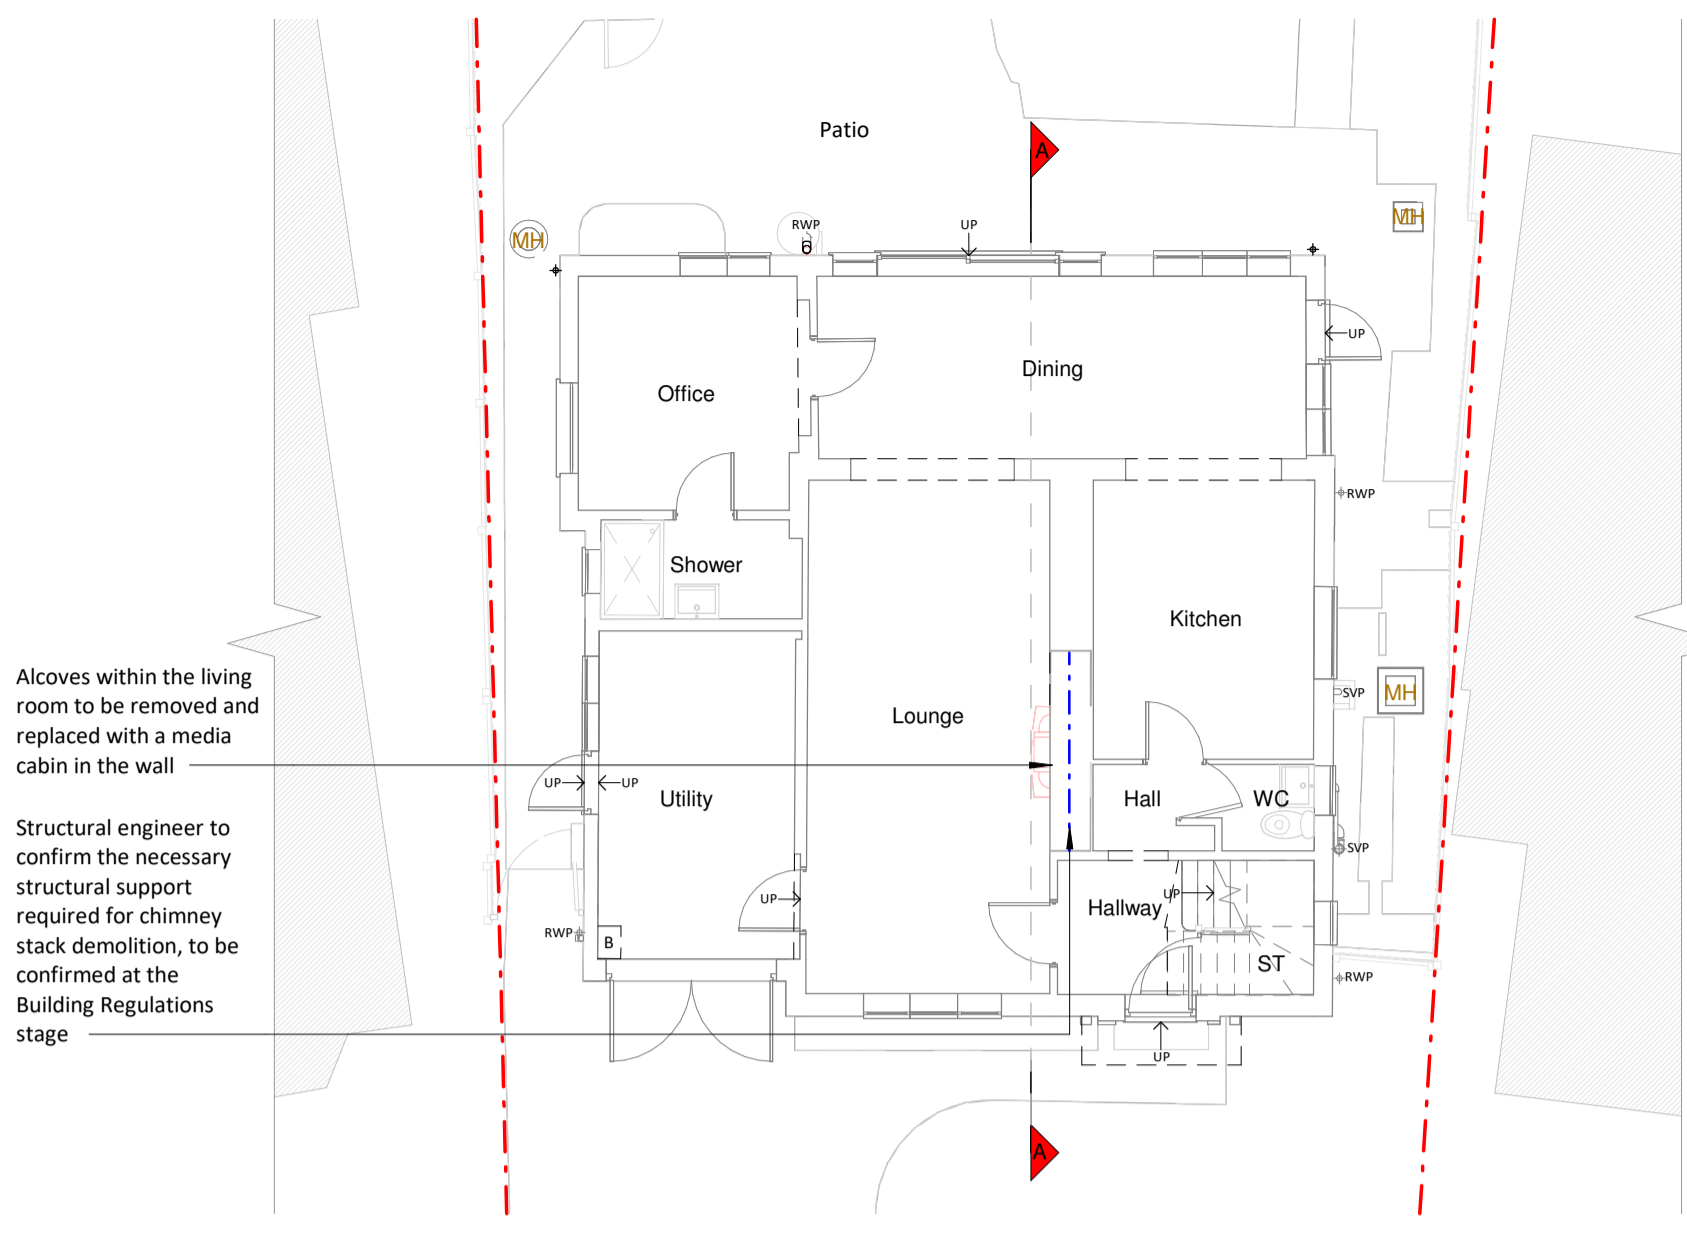 Patio
A
MH
RWP
UP
MH
UP
Office
Dining
RWP
Shower
Kitchen
Alcoves within the living
room to be removed and
replaced with a media
cabin in the wall
SVP
MH
Lounge
UP
UP
Utility
Hall
WC
Structural engineer to
confirm the necessary
structural support
required for chimney
stack demolition, to be
confirmed at the
Building Regulations
stage
SVP
UP
UP
Hallway
RWP
B
ST
RWP
UP
A